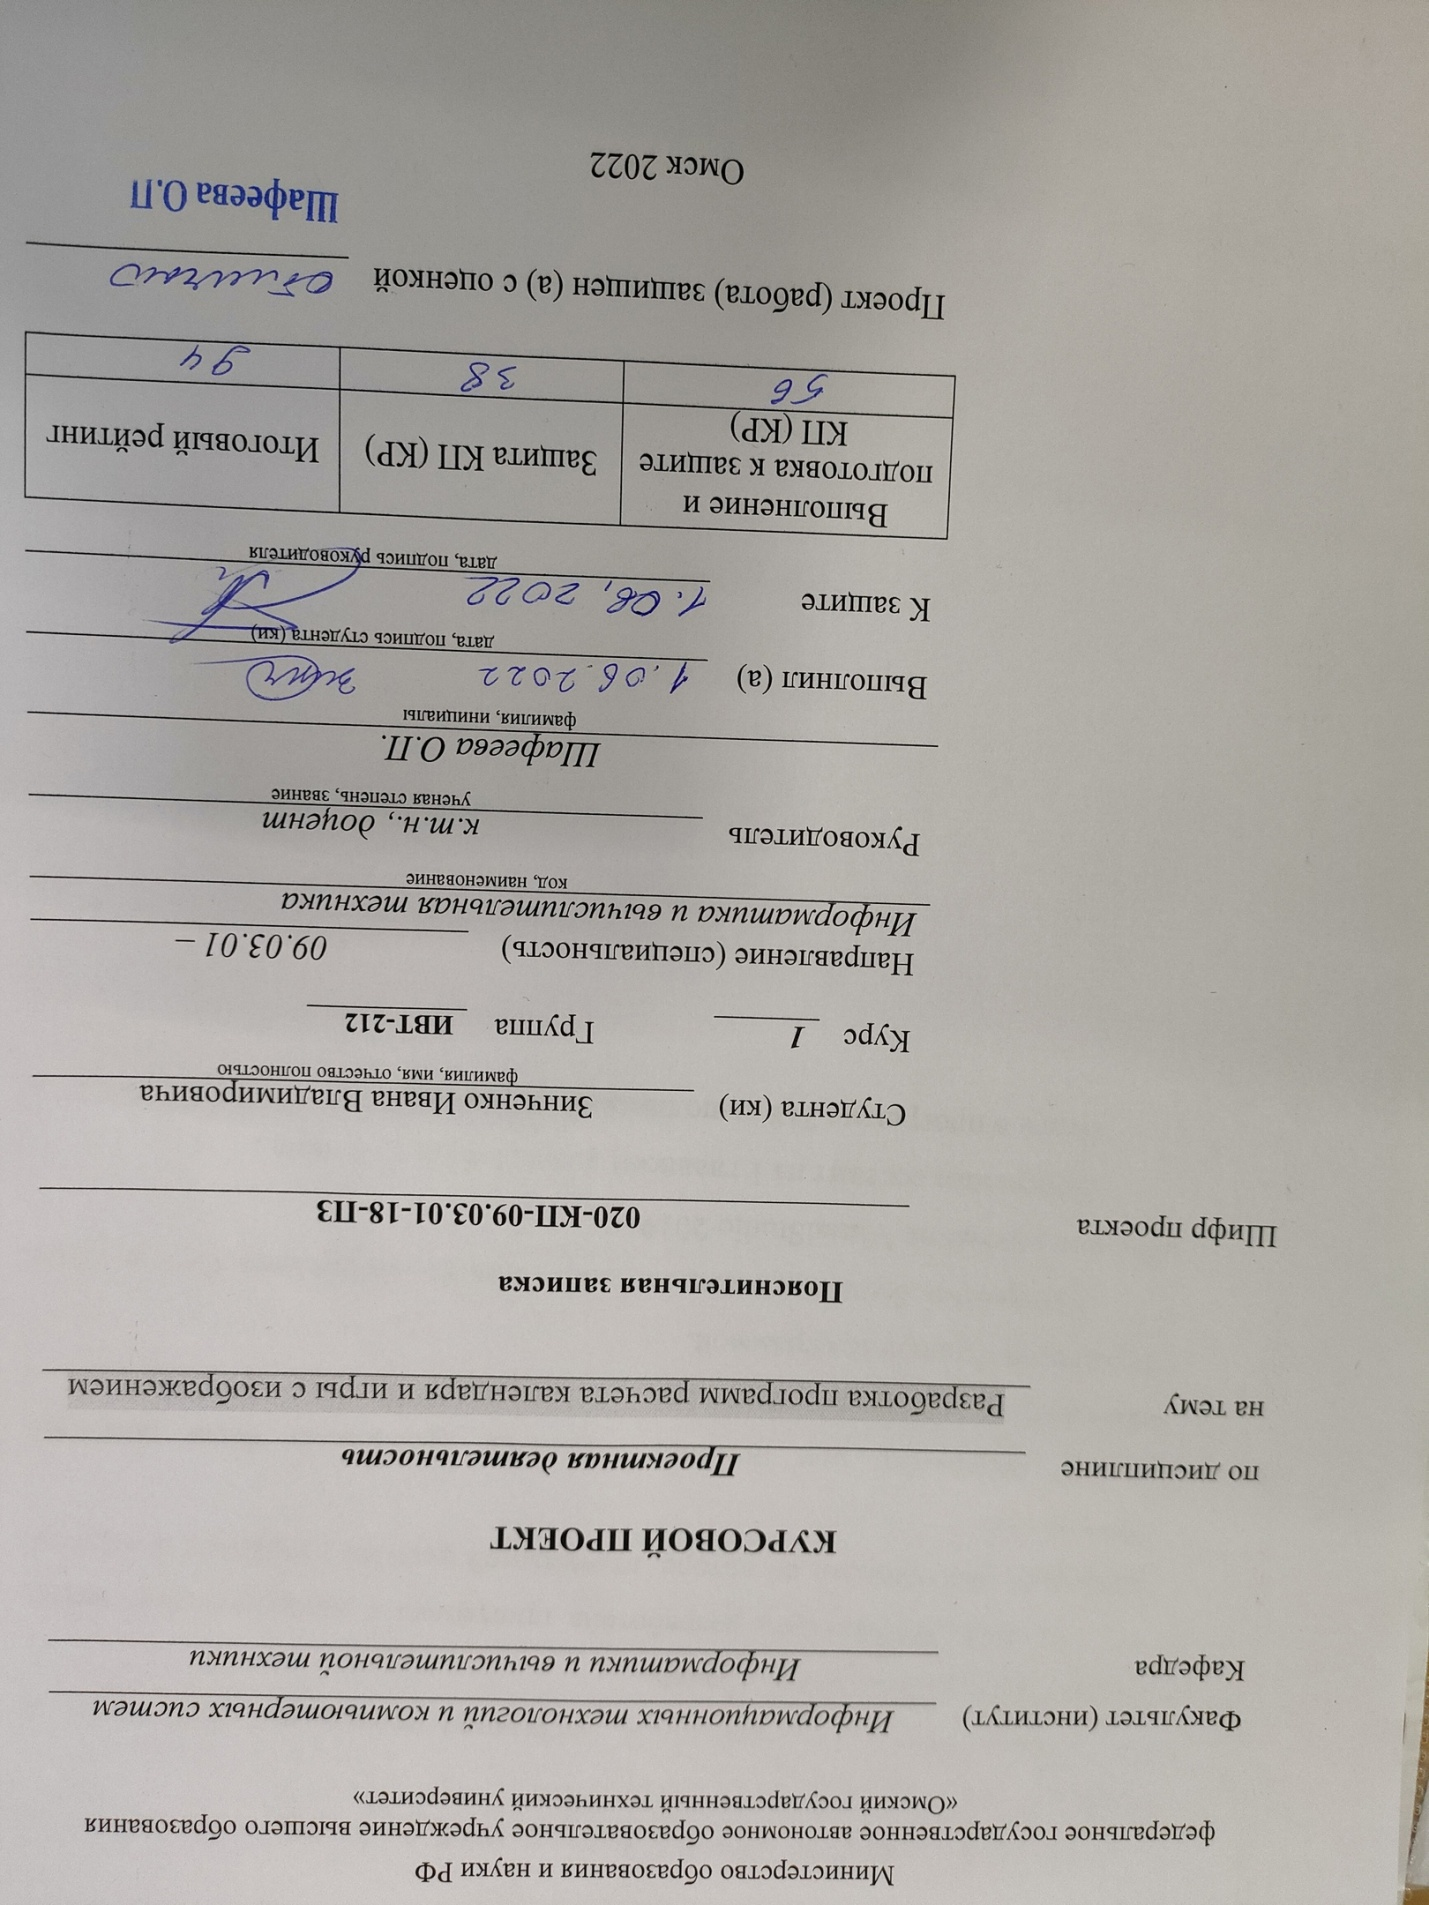 Министерство образования и науки РФ
федеральное государственное автономное образовательное учреждение высшего образования
«Омский государственный технический университет»
Факультет (институт) Информационных технологий и компьютерных систем
Кафедра Информатики и вычислительной техники
КУРСОВОЙ ПРОЕКТ
по дисциплине Проектная деятельность
на тему Разработка программ расчета календаря и игры с изображением
Пояснительная записка
Шифр проекта 020-КП-09.03.01-18-ПЗ
Студента (ки) Зинченко Ивана Владимировича
фамилия, имя, отчество полностью
Курс 1 Группа ИВТ-212
Направление (специальность) 09.03.01 –
Информатика и вычислительная техника
код, наименование
Руководитель к.т.н., доцент
ученая степень, звание
Шафеева О.П.
фамилия, инициалы
Выполнил (а) 1.06.2022
дата, подпись студента (ки)
К защите 1.06.2022
дата, подпись руководителя
Выполнение и подготовка к защите КП (КР) Защита КП (КР) Итоговый рейтинг
56 38 94
Проект (работа) защищен (а) с оценкой отлично
Шафеева О.П
Омск 2022